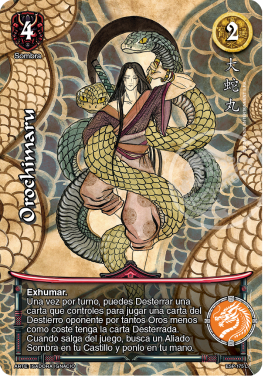 4
2
Sombra
大
蛇
丸
Orochimaru
Exhumar.
Una vez por turno, puedes Desterrar una
carta que controles para jugar una carta del
Destierro oponente por tantos Oros menos
como coste tenga la carta Desterrada.
Cuando salga del juego, busca un Aliado
Sombra en tu Castillo y ponlo en tu mano.